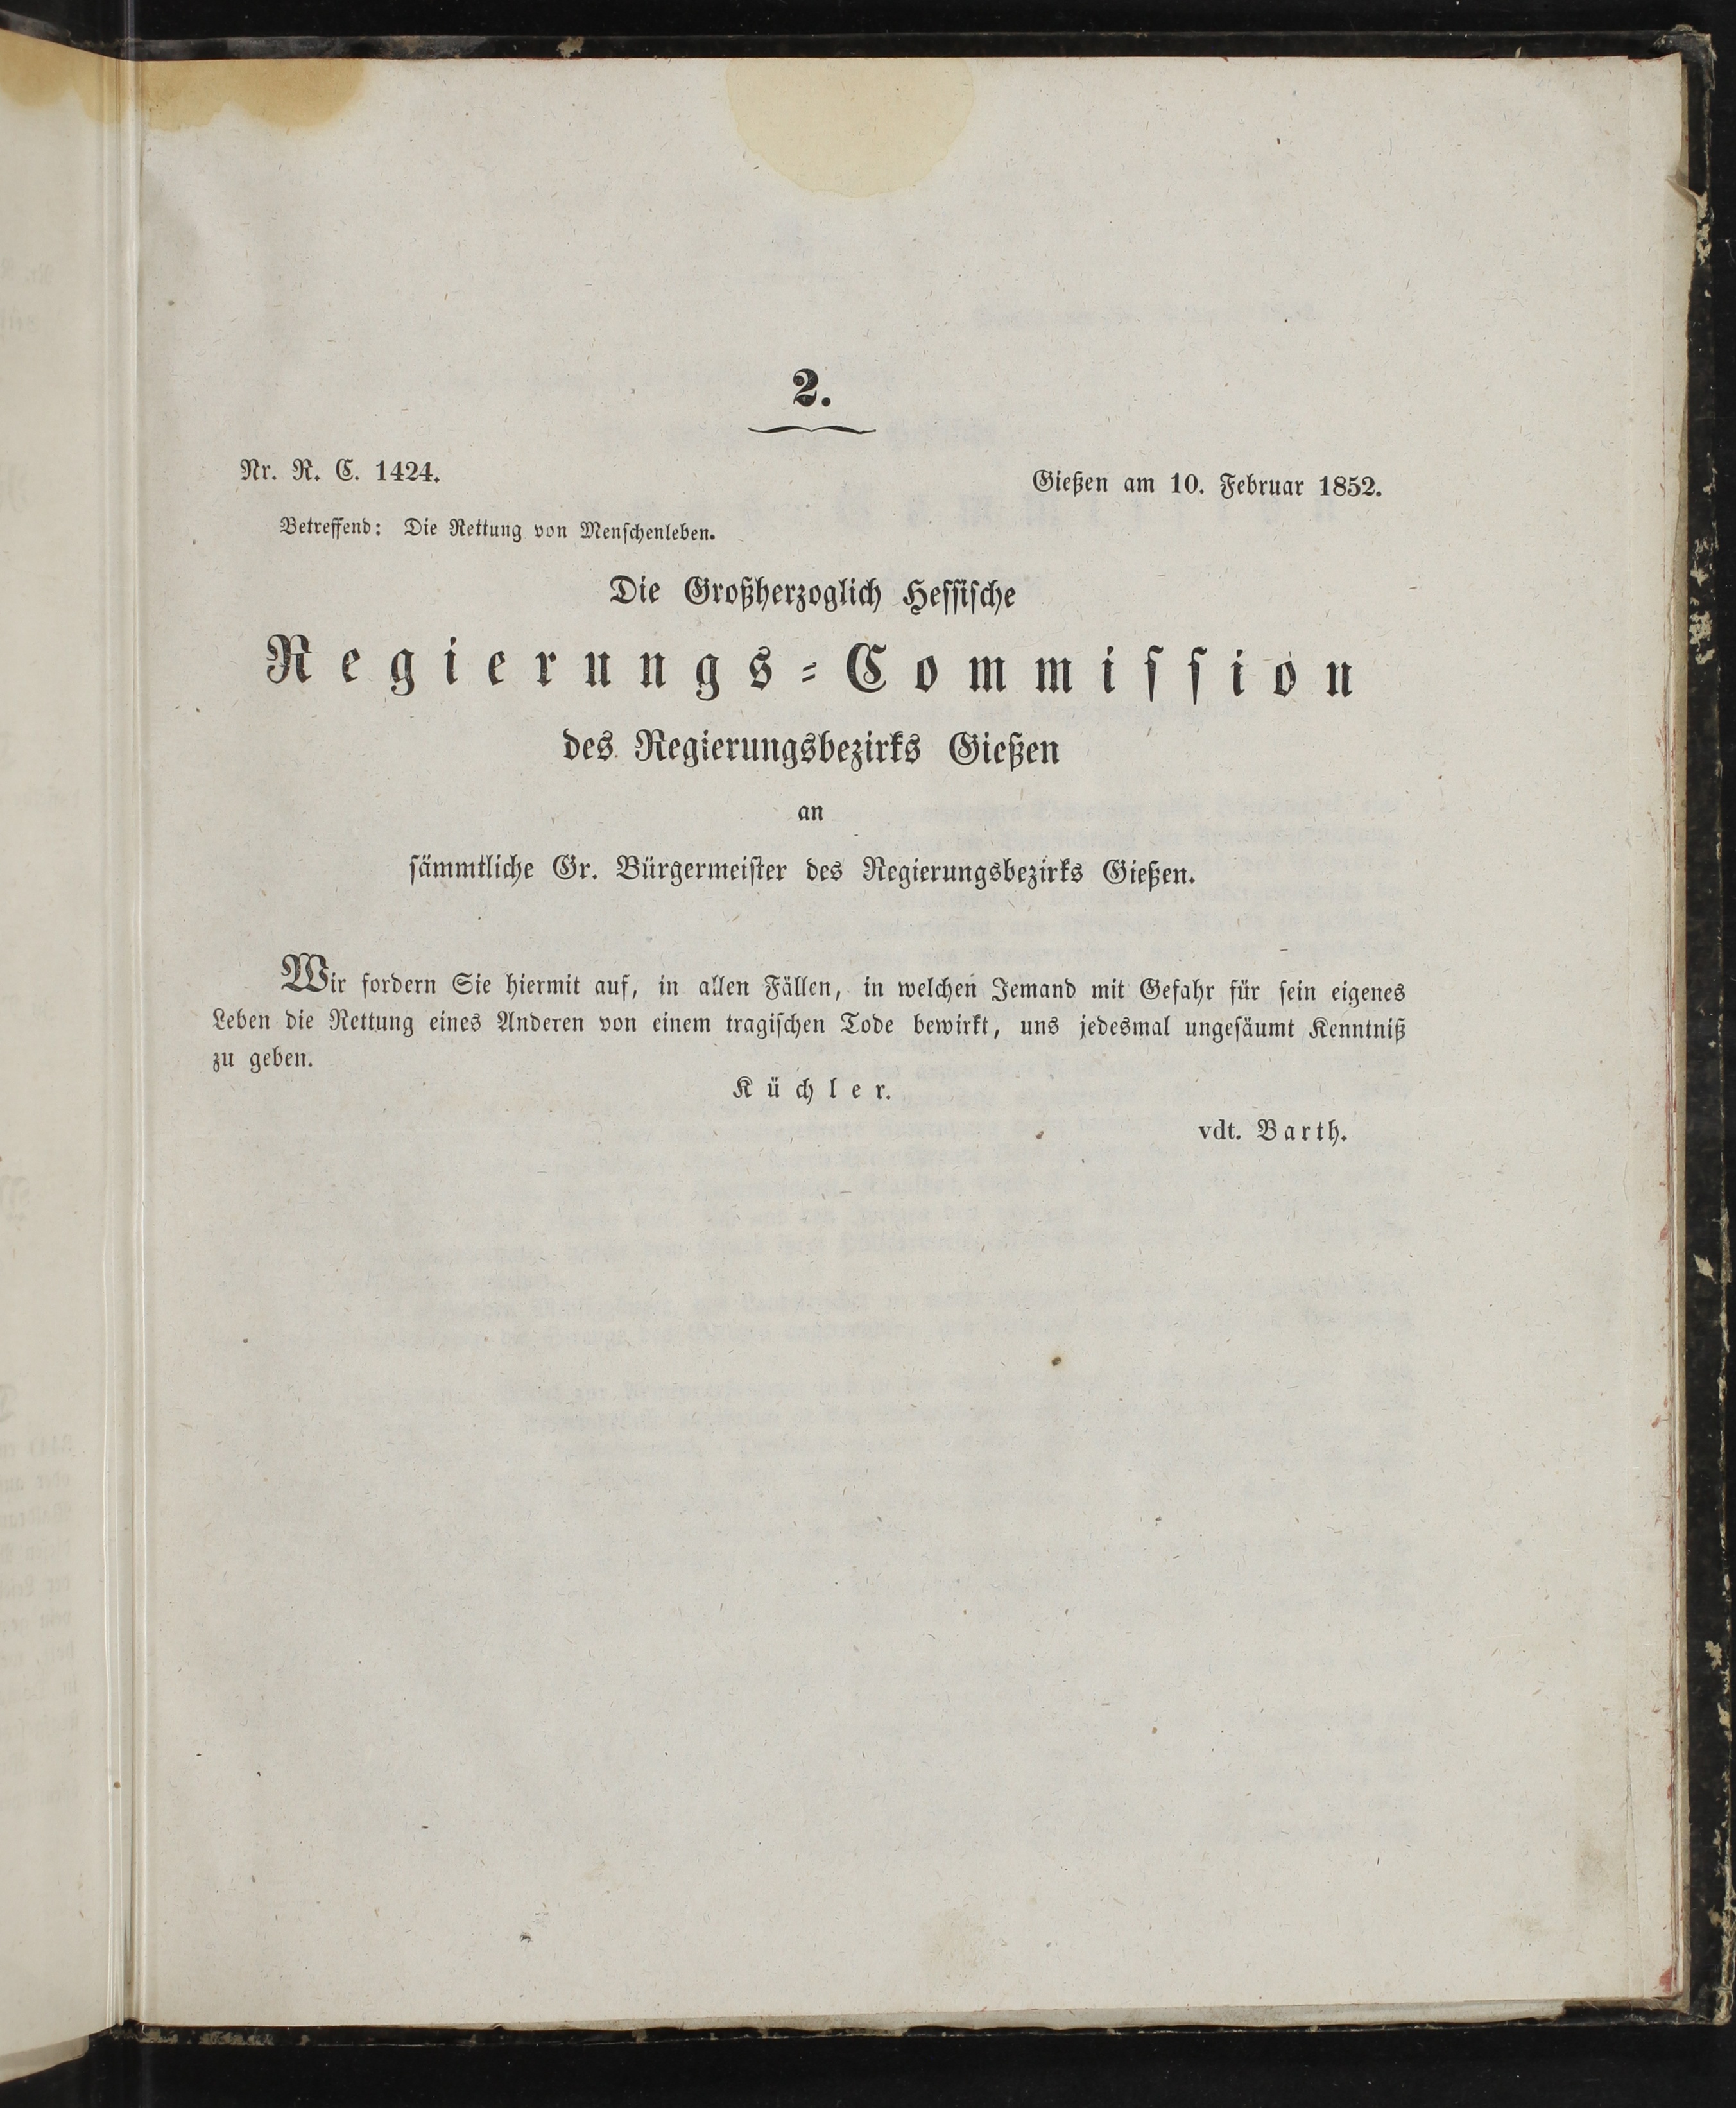 2.
Nr. R. C. 1424.
Gießen am 10. Februar 1852.
Betreffend: Die Rettung von Menschenleben.
Die Großherzoglich Hessische
Regierungs-Commission
des Regierungsbezirks Gießen
an
sämmtliche Gr. Bürgermeister des Regierungsbezirks Gießen.
Wir fordern Sie hiermit auf, in allen Fällen, in welchen Jemand mit Gefahr für sein eigenes
Leben die Rettung eines Anderen von einem tragischen Tode bewirkt, uns jedesmal ungesäumt Kenntniß
zu geben.
Küchler.
vdt. Barth.